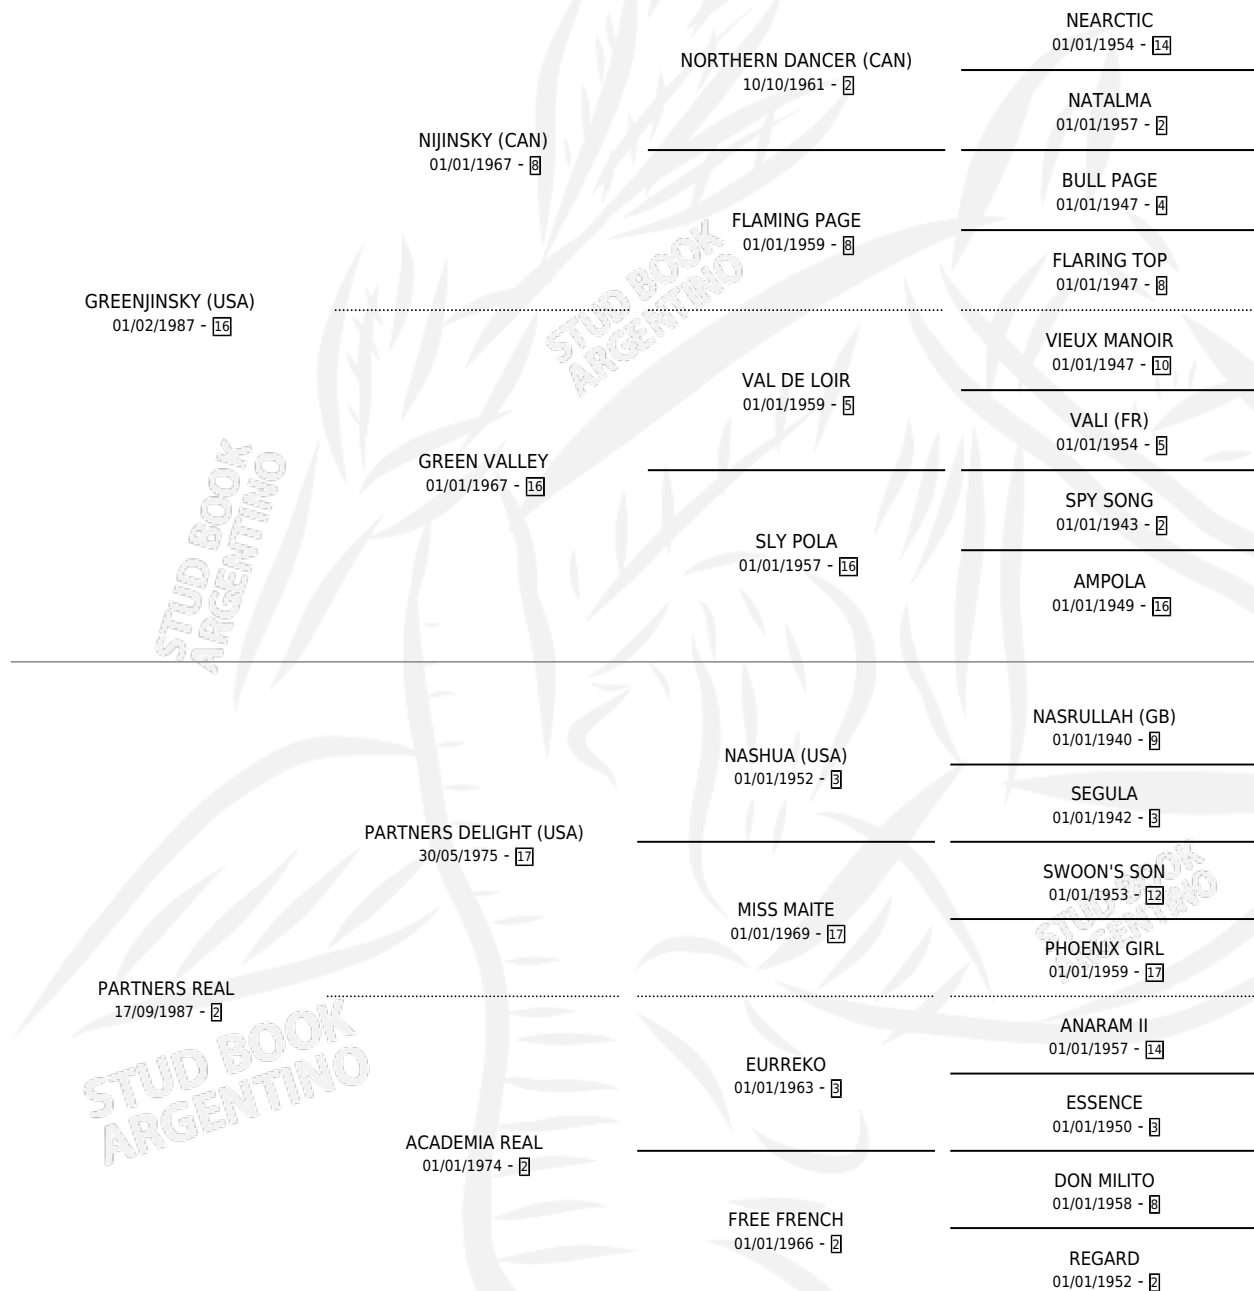 NEARCTIC
01/01/1954 - 14
NORTHERN DANCER (CAN)
10/10/1961 - 2
NATALMA
01/01/1957 - 2
NIJINSKY (CAN)
01/01/1967 - 8
BULL PAGE
01/01/1947 - 4
FLAMING PAGE
01/01/1959 - 8
FLARING TOP
01/01/1947 - 8
GREENJINSKY (USA)
01/02/1987 - 16
VIEUX MANOIR
01/01/1947 - 10
VAL DE LOIR
01/01/1959 - 5
VALI (FR)
01/01/1954 - 5
GREEN VALLEY
01/01/1967 - 16
SPY SONG
01/01/1943 - 2
SLY POLA
01/01/1957 - 16
AMPOLA
01/01/1949 - 16
NASRULLAH (GB)
01/01/1940 - 9
NASHUA (USA)
01/01/1952 - 3
SEGULA
01/01/1942 - 3
PARTNERS DELIGHT (USA)
30/05/1975 - 17
SWOON'S SON
01/01/1953 - 12
MISS MAITE
01/01/1969 - 17
PHOENIX GIRL
01/01/1959 - 17
PARTNERS REAL
17/09/1987 - 2
ANARAM II
01/01/1957 - 14
EURREKO
01/01/1963 - 3
ESSENCE
01/01/1950 - 3
ACADEMIA REAL
01/01/1974 - 2
DON MILITO
01/01/1958 - 8
FREE FRENCH
01/01/1966 - 2
REGARD
01/01/1952 - 2
STUD BOOK
ARGENTINO
STUD BOOK
ARGENTINO
STUD BOOK
ARGENTINO
STUD BOOK
ARGENTINO